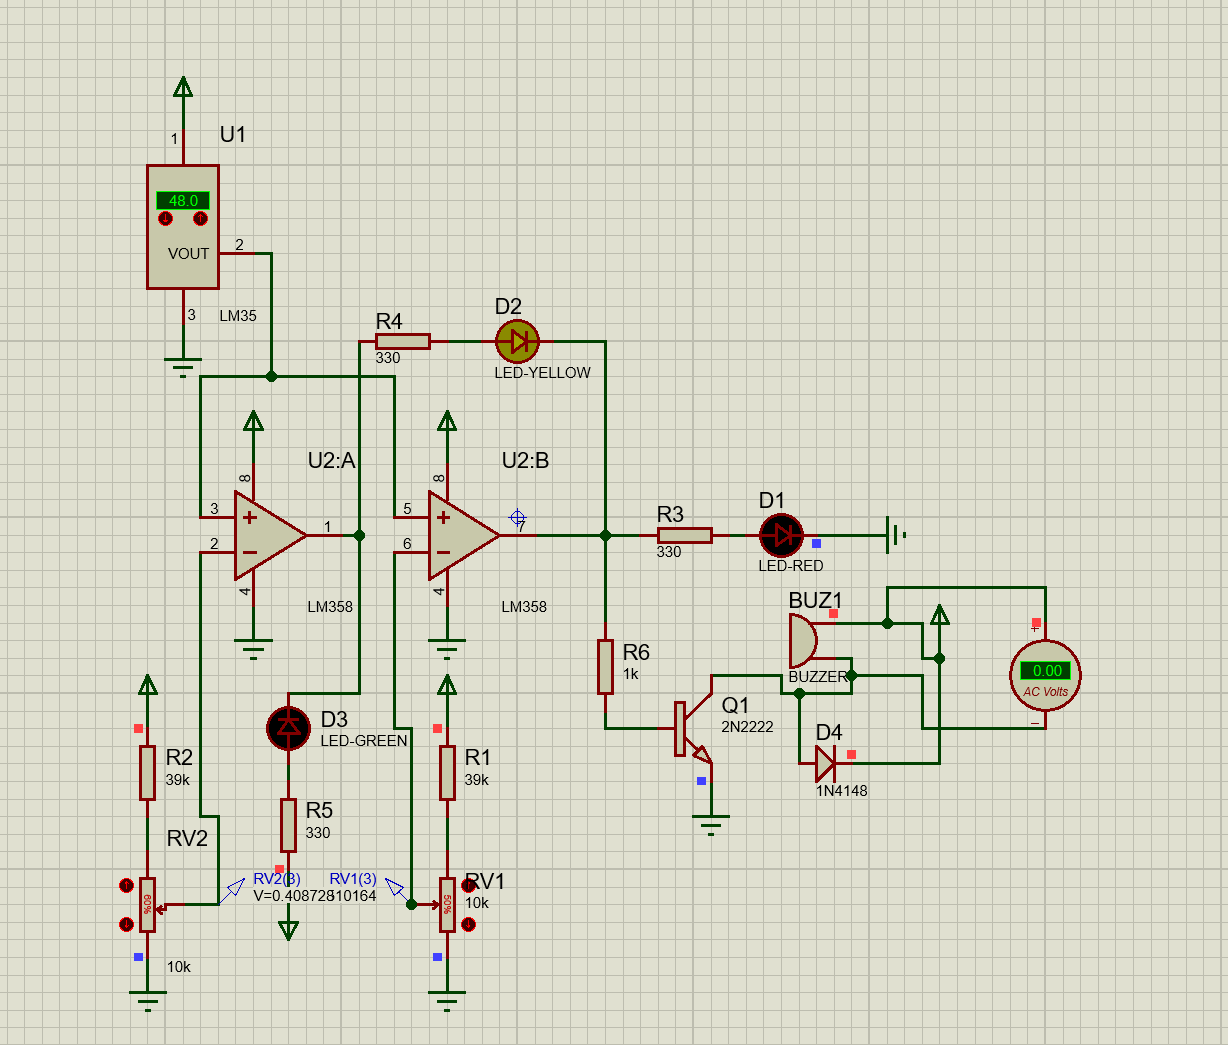 1
U1
48.0
VOUT
2
3
LM35
R4
330
D2
LED-YELLOW
8
U2:A
3
2
1
4
LM358
8
U2:B
5
6
7
4
LM358
R3
330
D1
LED-RED
BUZ1
BUZZER
R6
1k
Q1
2N2222
D4
1N4148
+
0.00
AC Volts
R2
39k
D3
LED-GREEN
R1
39k
R5
330
RV2
60%
10k
RV2(3)
V=0.408728
RV1(3)
10164
RV1
50%
10k